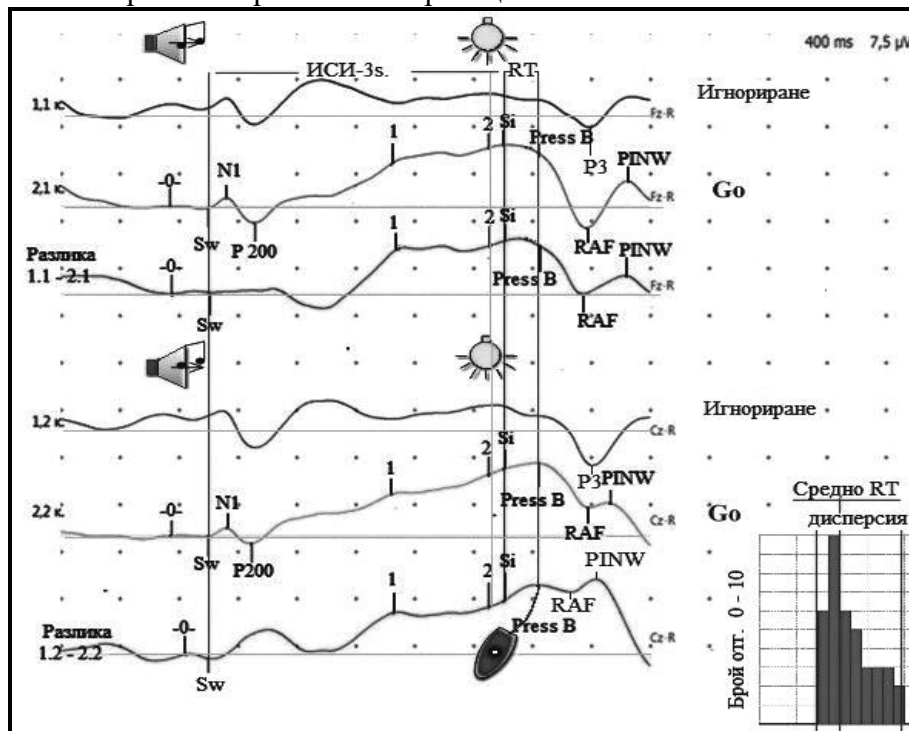 400 ms 7,5 µV
ИСИ-3s. RT
1,1 к. 1 2 Si Press B P3 Fz-R Игнориране
2,1 к. -0- N1 Sw P 200 1 2 Si PINW RAF Fz-R Go
Разлика
1.1 - 2.1 -0- Sw Press B RAF PINW Fz-R
1,2 к. P3 Cz-R Игнориране
2,2 к. -0- N1 Sw P200 1 2 Si Press B RAF PINW Cz-R Go
Разлика
1.2 - 2.2 -0- Sw 1 2 Si Press B RAF PINW Cz-R
Средно RT
дисперсия
Брой отг. 0 - 10